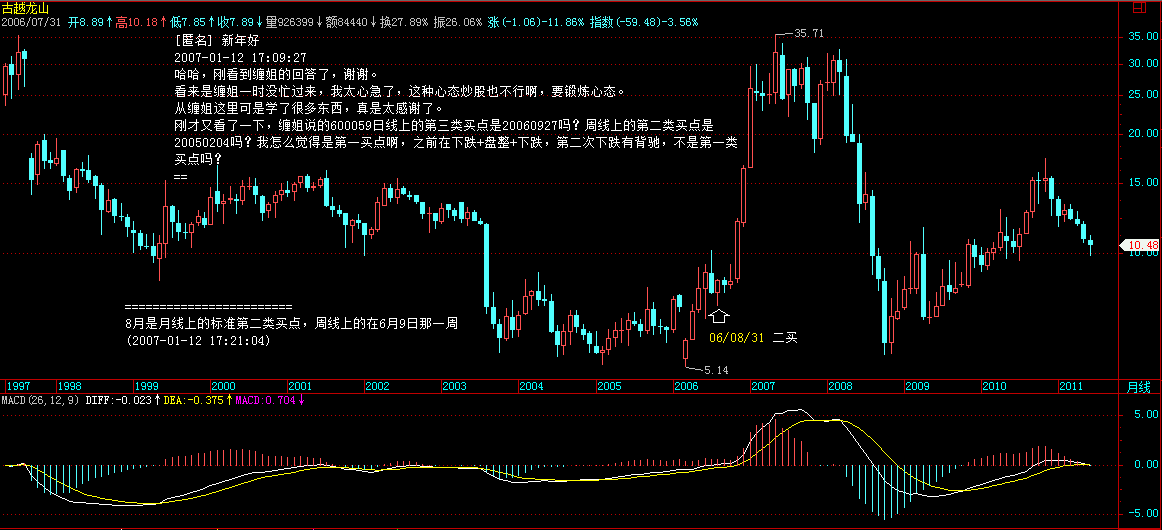 古越龙山
2006/07/31 开8.89↑高10.18↑低7.85↑收7.89↓量926399↓额84440↓换27.89% 振26.06% 涨(-1.06)-11.86% 指数(-59.48)-3.56%
[匿名] 新年好
2007-01-12 17:09:27
哈哈，刚看到缠姐的回答了，谢谢。
看来是缠姐一时没忙过来，我太心急了，这种心态炒股也不行啊，要锻炼心态。
从缠姐这里可是学了很多东西，真是太感谢了。
刚才又看了一下，缠姐说的600059日线上的第三类买点是20060927吗？周线上的第二类买点是
20050204吗？我怎么觉得是第一买点啊，之前在下跌+盘整+下跌，第二次下跌有背驰，不是第一类
买点吗？
==
========================
8月是月线上的标准第二类买点，周线上的在6月9日那一周
(2007-01-12 17:21:04)
35.71
06/08/31 二买
5.14
35.00
30.00
25.00
20.00
15.00
10.48
10.00
1997 1998 1999 2000 2001 2002 2003 2004 2005 2006 2007 2008 2009 2010 2011 月线
MACD(26,12,9) DIFF:-0.023↑DEA:-0.375↑MACD:0.704↓
5.00
0.00
-5.00